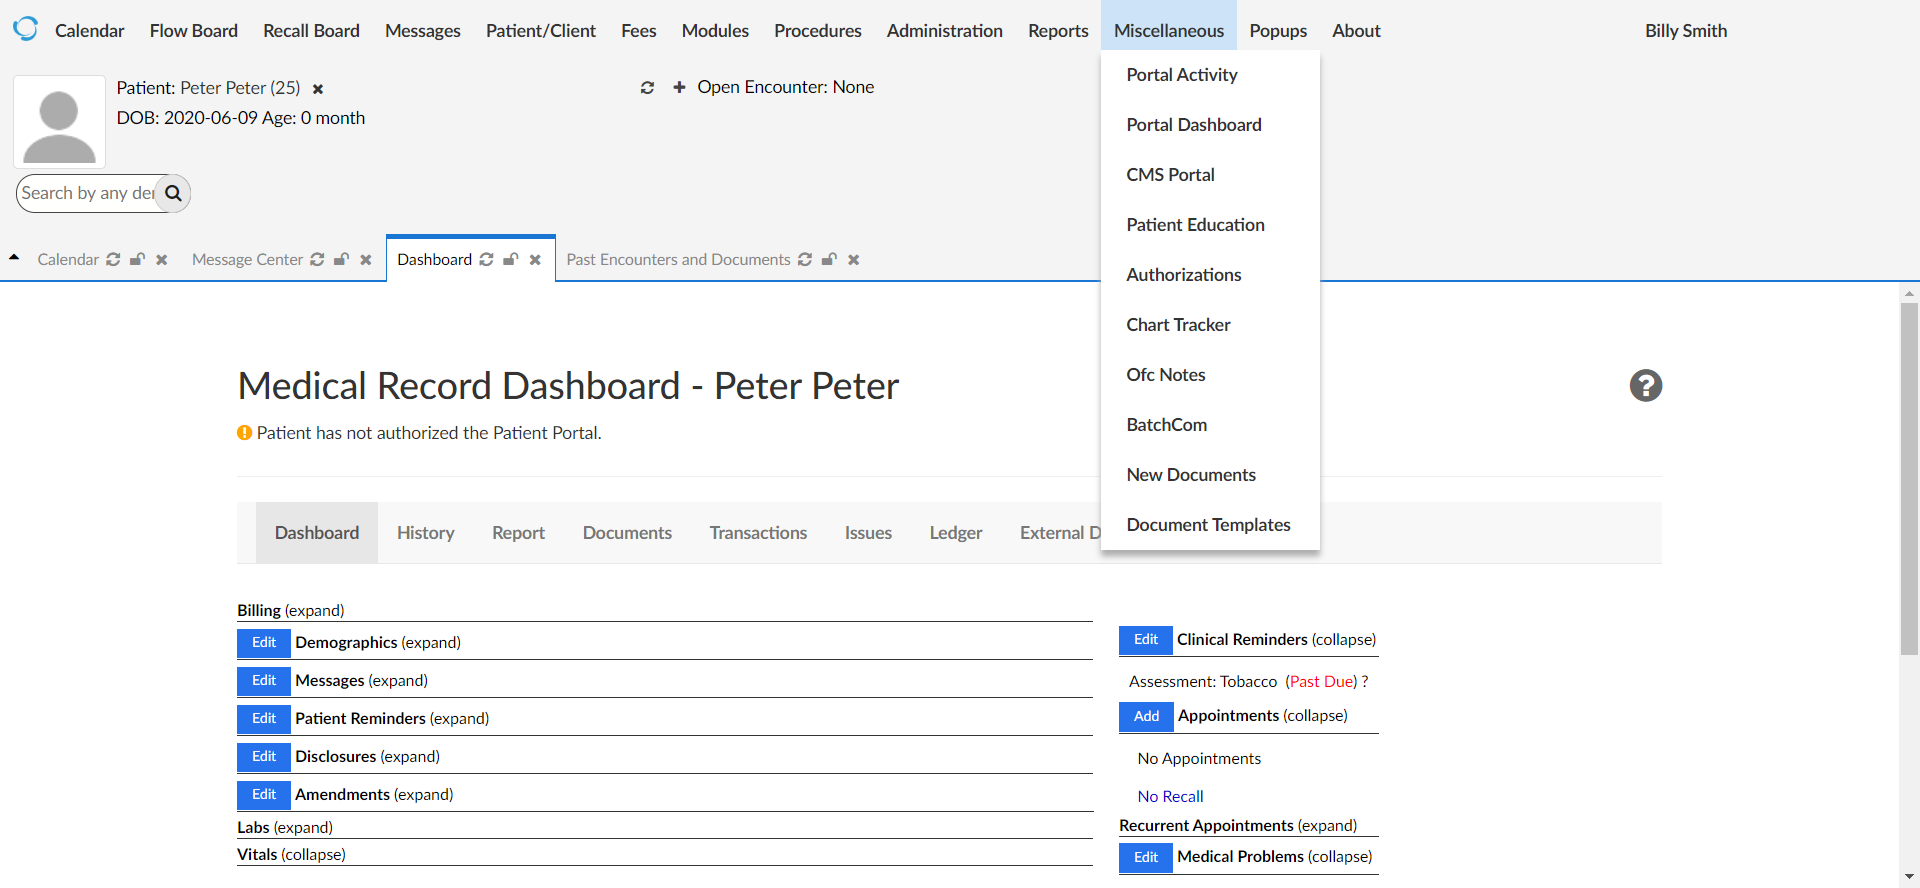 Calendar Flow Board Recall Board Messages Patient/Client Fees Modules Procedures Administration Reports Miscellaneous Popups About Billy Smith
Patient: Peter Peter (25)
DOB: 2020-06-09 Age: 0 month
Open Encounter: None
Search by any der
Portal Activity
Portal Dashboard
CMS Portal
Patient Education
Authorizations
Chart Tracker
Ofc Notes
BatchCom
New Documents
Document Templates
Calendar Message Center Dashboard Past Encounters and Documents
Medical Record Dashboard - Peter Peter
Patient has not authorized the Patient Portal.
Dashboard History Report Documents Transactions Issues Ledger External D
Billing (expand)
Edit Demographics (expand)
Edit Messages (expand)
Edit Patient Reminders (expand)
Edit Disclosures (expand)
Edit Amendments (expand)
Labs (expand)
Vitals (collapse)
Edit Clinical Reminders (collapse)
Assessment: Tobacco (Past Due) ?
Add Appointments (collapse)
No Appointments
No Recall
Recurrent Appointments (expand)
Edit Medical Problems (collapse)